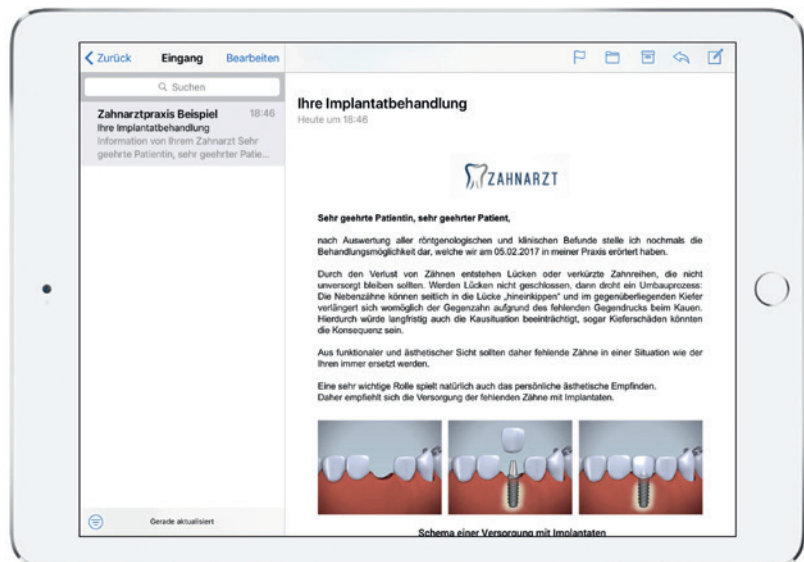 Zurück Eingang Bearbeiten
Suchen
Zahnarztpraxis Beispiel 18:46
Ihre Implantatbehandlung
Information von Ihrem Zahnarzt Sehr
geehrte Patientin, sehr geehrter Patie...
Gerade aktualisiert
Ihre Implantatbehandlung
Heute um 18:46
ZAHNARZT
Sehr geehrte Patientin, sehr geehrter Patient,
nach Auswertung aller röntgenologischen und klinischen Befunde stelle ich nochmals die
Behandlungsmöglichkeit dar, welche wir am 05.02.2017 in meiner Praxis erörtert haben.
Durch den Verlust von Zähnen entstehen Lücken oder verkürzte Zahnreihen, die nicht
unversorgt bleiben sollten. Werden Lücken nicht geschlossen, dann droht ein Umbauprozess:
Die Nebenzähne können seitlich in die Lücke „hineinkippen“ und im gegenüberliegenden Kiefer
verlängert sich womöglich der Gegenzahn aufgrund des fehlenden Gegendrucks beim Kauen.
Hierdurch würde langfristig auch die Kausituation beeinträchtigt, sogar Kieferschäden könnten
die Konsequenz sein.
Aus funktionaler und ästhetischer Sicht sollten daher fehlende Zähne in einer Situation wie der
Ihren immer ersetzt werden.
Eine sehr wichtige Rolle spielt natürlich auch das persönliche ästhetische Empfinden.
Daher empfiehlt sich die Versorgung der fehlenden Zähne mit Implantaten.
Schema einer Versorgung mit Implantaten